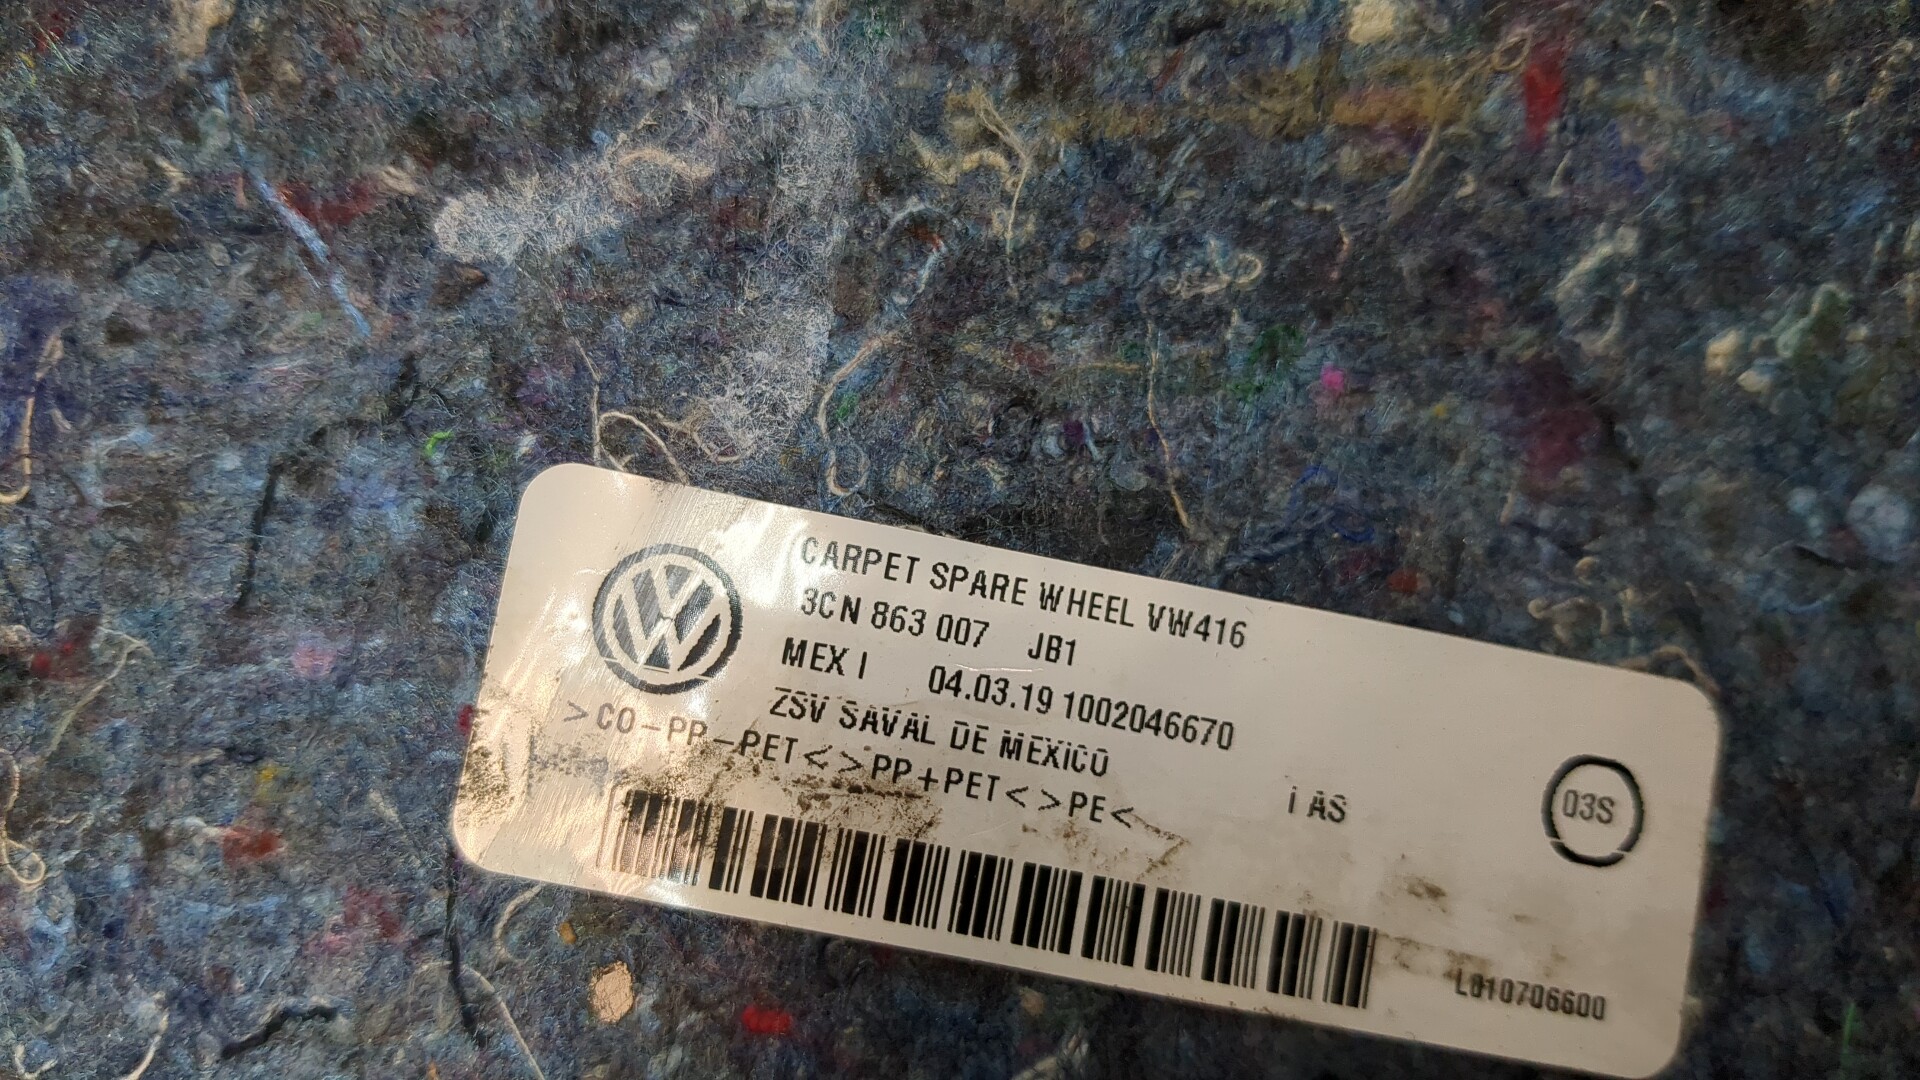 CARPET SPARE WHEEL VW416
3CN 863 007 JB1
MEX I 04.03.19 1002046670
ZSV SAVAL DE MEXICO
>CO-PP-PET< >PP+PET< >PE<
I AS
03S
L010706600